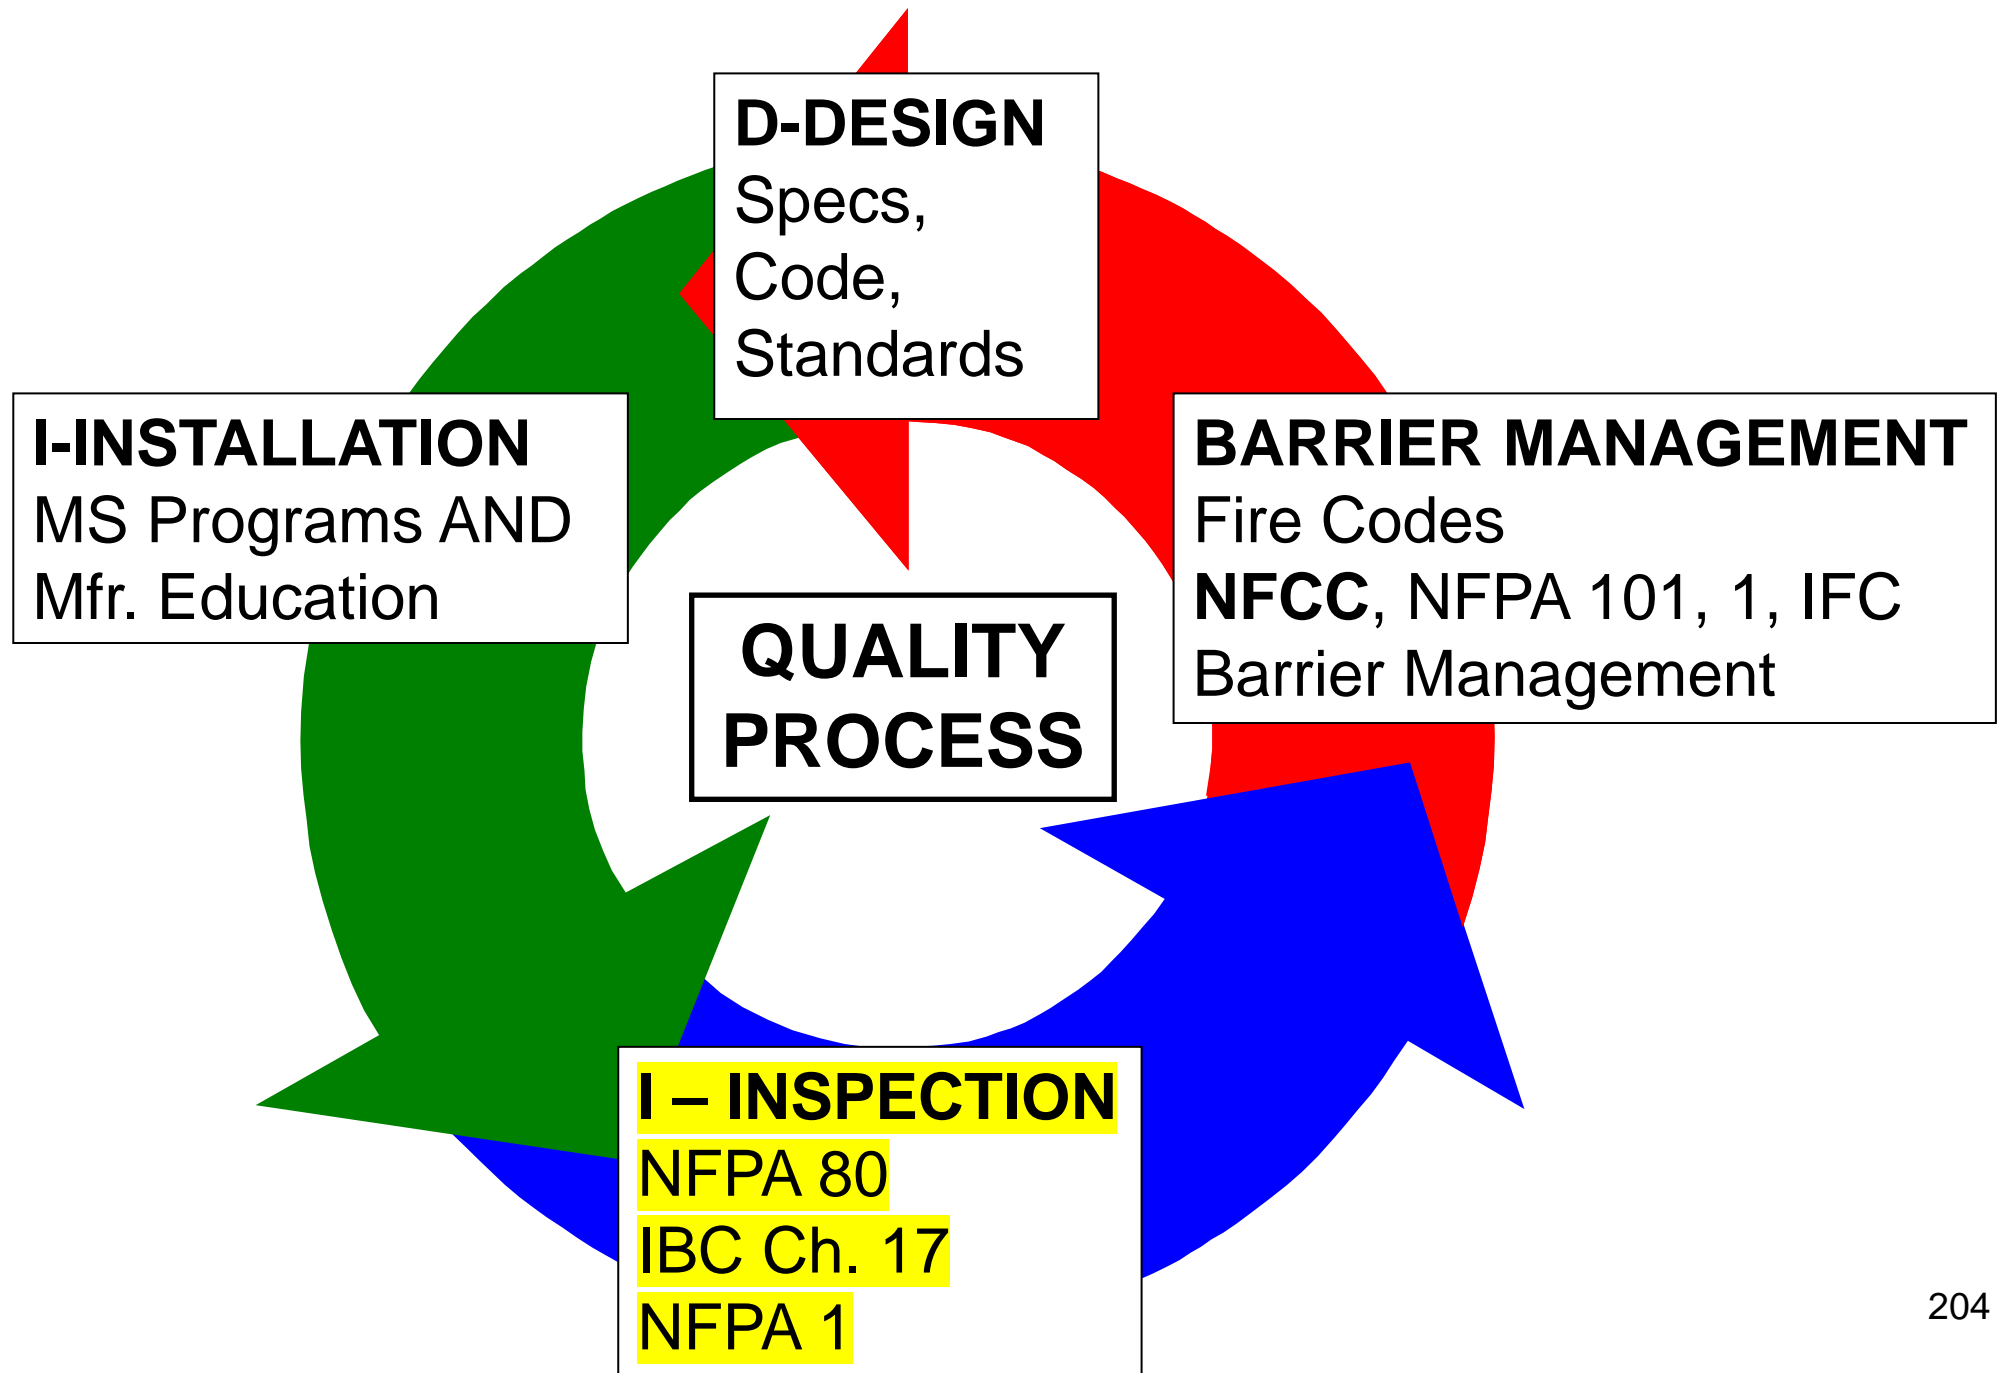 D-DESIGN
Specs,
Code,
Standards
I-INSTALLATION
MS Programs AND
Mfr. Education
BARRIER MANAGEMENT
Fire Codes
NFCC, NFPA 101, 1, IFC
Barrier Management
QUALITY
PROCESS
I – INSPECTION
NFPA 80
IBC Ch. 17
NFPA 1
204